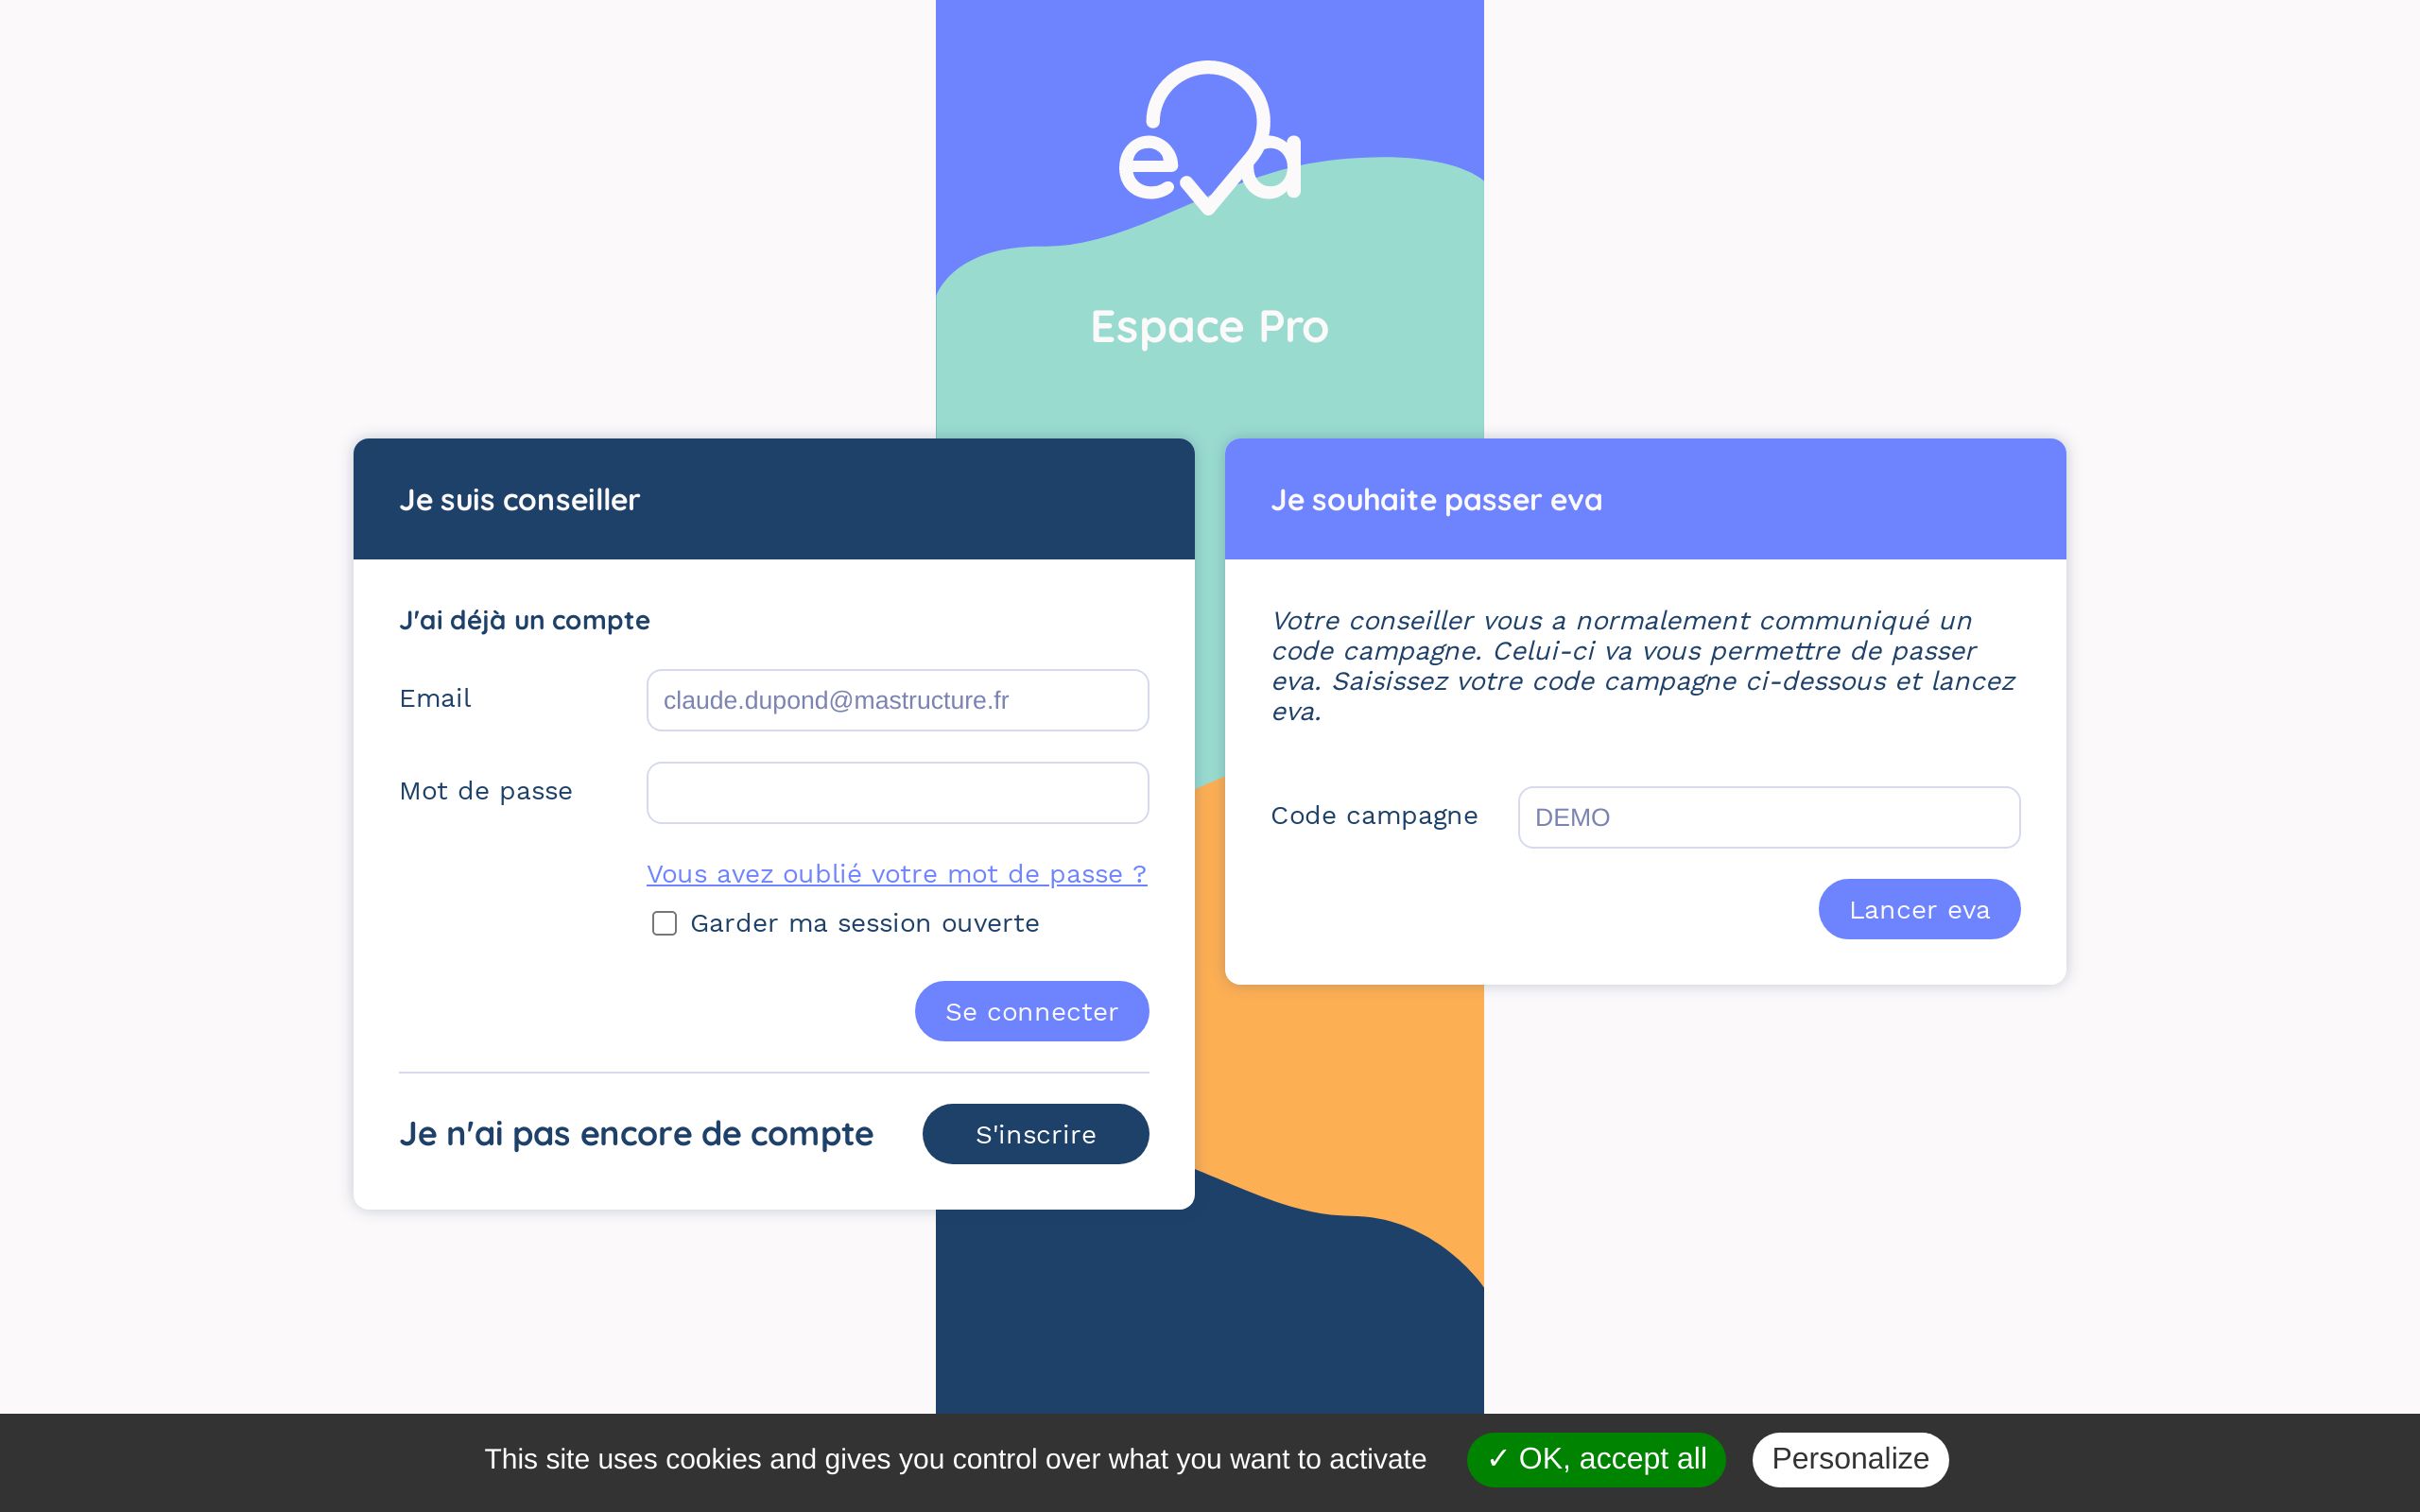 eva
Espace Pro
Je suis conseiller
J'ai déjà un compte
Email
claude.dupond@mastructure.fr
Mot de passe
Vous avez oublié votre mot de passe ?
Garder ma session ouverte
Se connecter
Je n'ai pas encore de compte
S'inscrire
Je souhaite passer eva
Votre conseiller vous a normalement communiqué un
code campagne. Celui-ci va vous permettre de passer
eva. Saisissez votre code campagne ci-dessous et lancez
eva.
Code campagne
DEMO
Lancer eva
This site uses cookies and gives you control over what you want to activate
✓ OK, accept all
Personalize